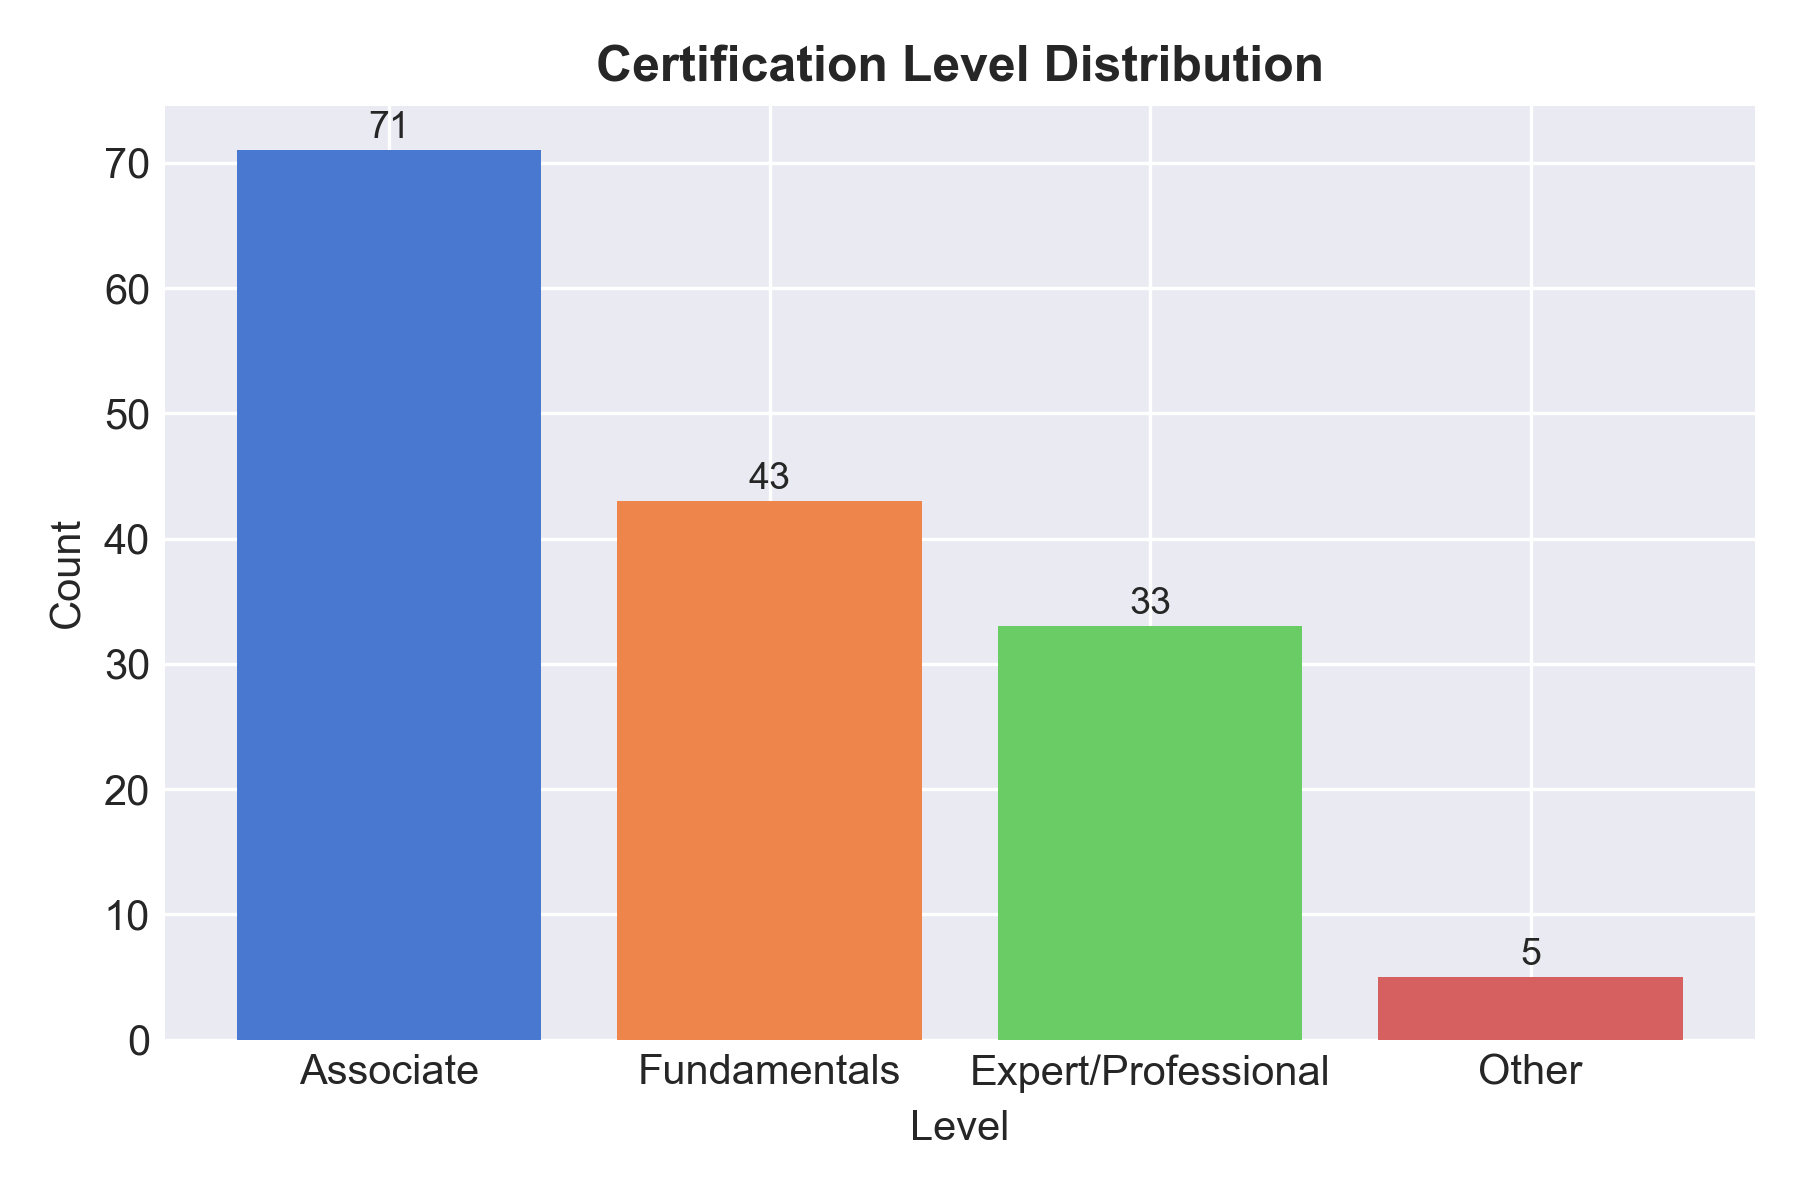 Certification Level Distribution
71
70
60
50
43
40
33
30
20
10
5
0
Count
Associate
Fundamentals
Expert/Professional
Other
Level